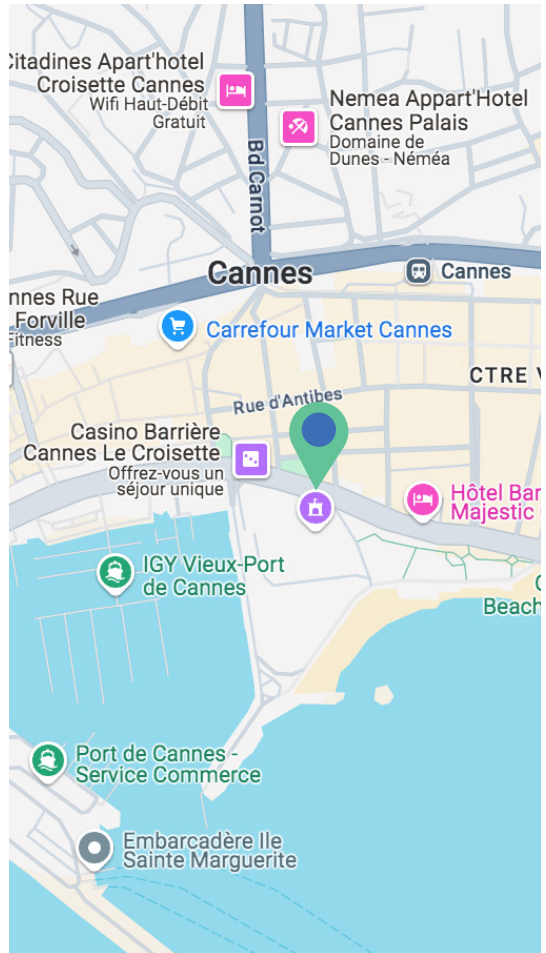 Citadines Apart'hotel
Croisette Cannes
Wifi Haut-Débit
Gratuit
Nemea Appart'Hotel
Cannes Palais
Domaine de
Dunes - Néméa
Bd Carnot
Cannes
Cannes
nnes Rue
Forville
Fitness
Carrefour Market Cannes
CTRE V
Rue d'Antibes
Casino Barrière
Cannes Le Croisette
Offrez-vous un
séjour unique
Hôtel Bar
Majestic
IGY Vieux-Port
de Cannes
Beach
Port de Cannes -
Service Commerce
Embarcadère Ile
Sainte Marguerite